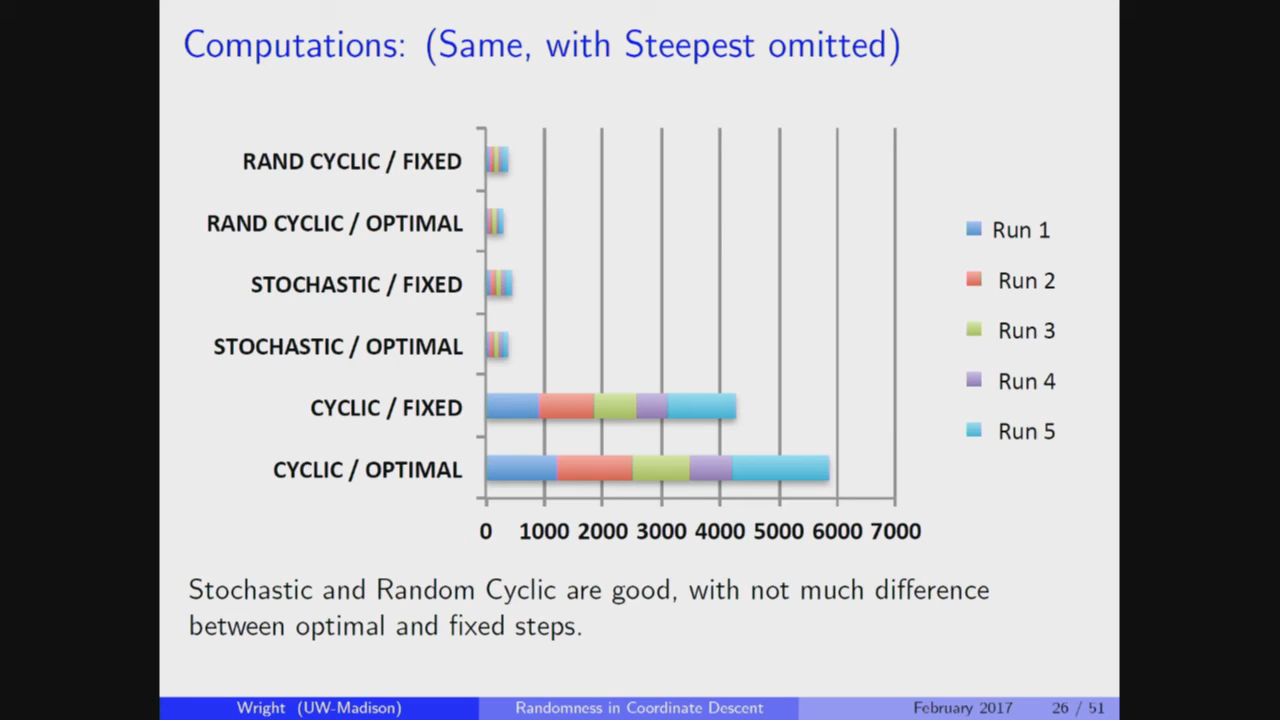 Computations: (Same, with Steepest omitted)
RAND CYCLIC / FIXED
RAND CYCLIC / OPTIMAL
STOCHASTIC / FIXED
STOCHASTIC / OPTIMAL
CYCLIC / FIXED
CYCLIC / OPTIMAL
0 1000 2000 3000 4000 5000 6000 7000
Run 1
Run 2
Run 3
Run 4
Run 5
Stochastic and Random Cyclic are good, with not much difference
between optimal and fixed steps.
Wright (UW-Madison) Randomness in Coordinate Descent February 2017 26 / 51